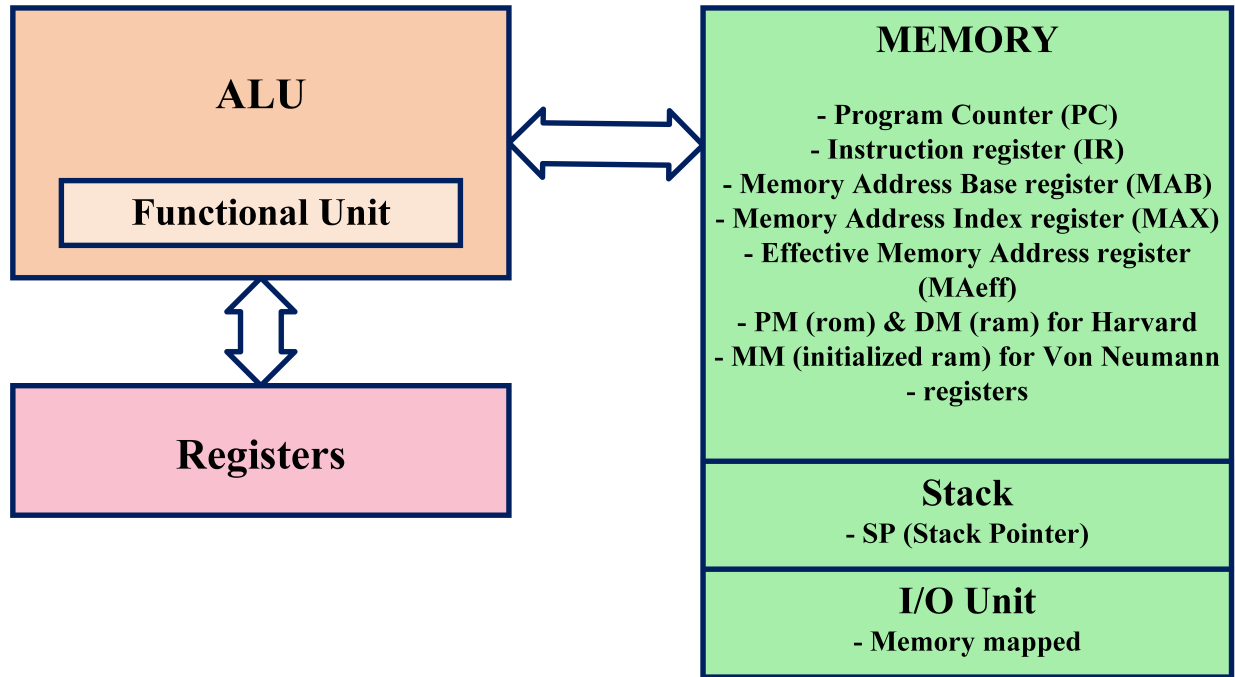 ALU
Functional Unit
Registers
MEMORY
- Program Counter (PC)
- Instruction register (IR)
- Memory Address Base register (MAB)
- Memory Address Index register (MAX)
- Effective Memory Address register
(MAeff)
- PM (rom) & DM (ram) for Harvard
- MM (initialized ram) for Von Neumann
- registers
Stack
- SP (Stack Pointer)
I/O Unit
- Memory mapped